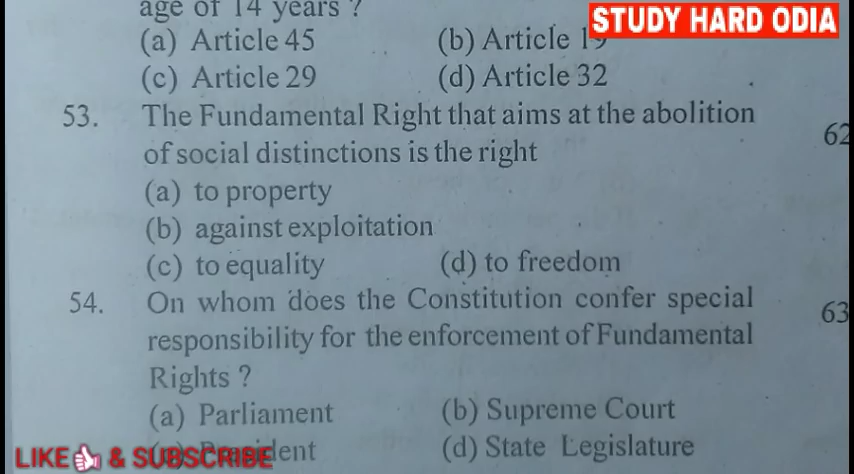 age of 14 years ?
STUDY HARD ODIA
(a) Article 45 (b) Article 19
(c) Article 29 (d) Article 32
53. The Fundamental Right that aims at the abolition
62
of social distinctions is the right
(a) to property
(b) against exploitation
(c) to equality (d) to freedom
54. On whom does the Constitution confer special
63
responsibility for the enforcement of Fundamental
Rights ?
(a) Parliament (b) Supreme Court
(d) State Legislature
LIKE & SUBSCRIBE